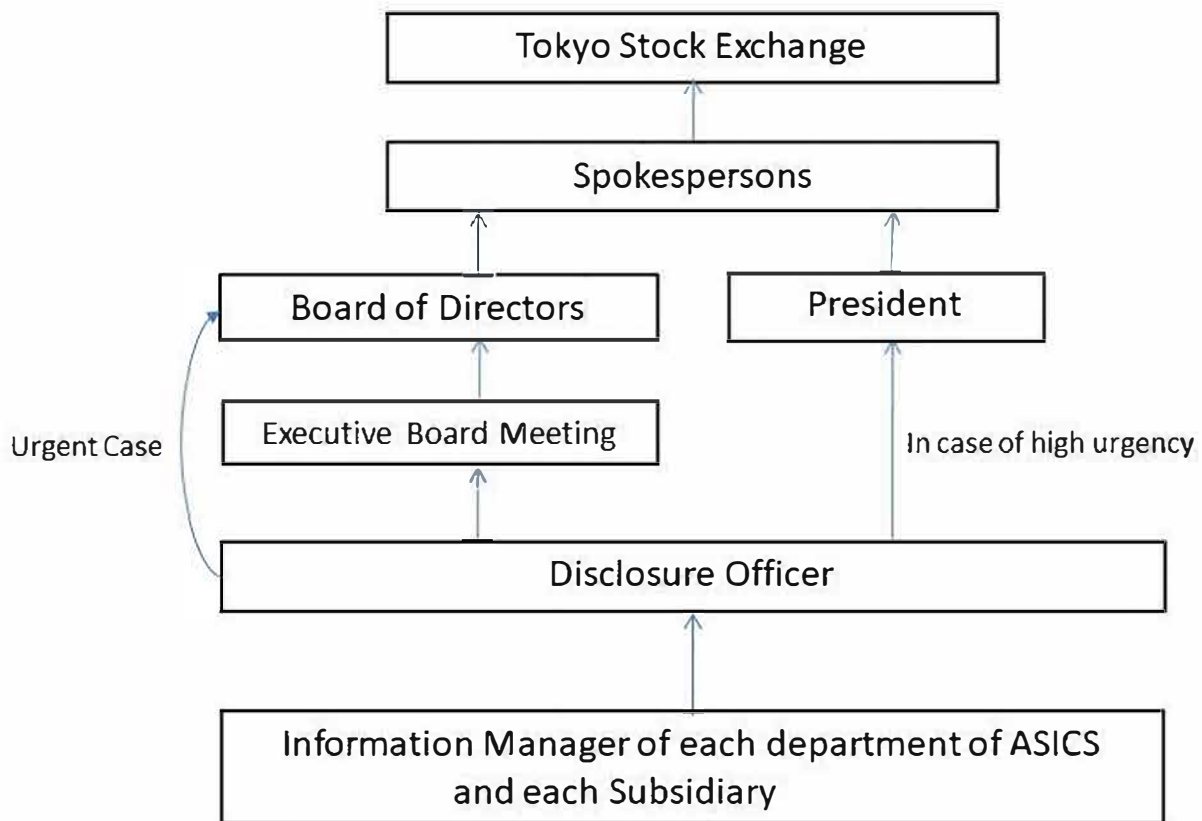 Tokyo Stock Exchange
Spokespersons
Board of Directors
President
Executive Board Meeting
Urgent Case
In case of high urgency
Disclosure Officer
Information Manager of each department of ASICS
and each Subsidiary